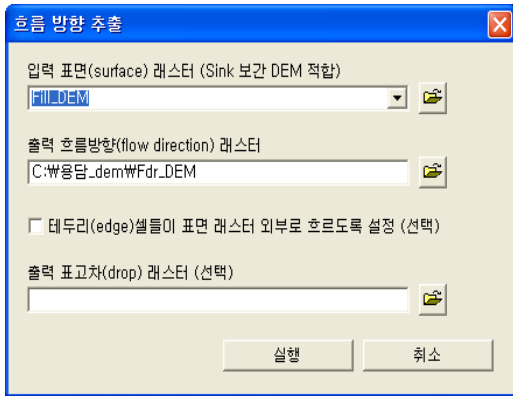 흐름 방향 추출
입력 표면(surface) 래스터 (Sink 보간 DEM 적합)
Fill_DEM
출력 흐름방향(flow direction) 래스터
C:₩용담_dem₩Fdr_DEM
테두리(edge)셀들이 표면 래스터 외부로 흐르도록 설정 (선택)
출력 표고차(drop) 래스터 (선택)
실행 취소